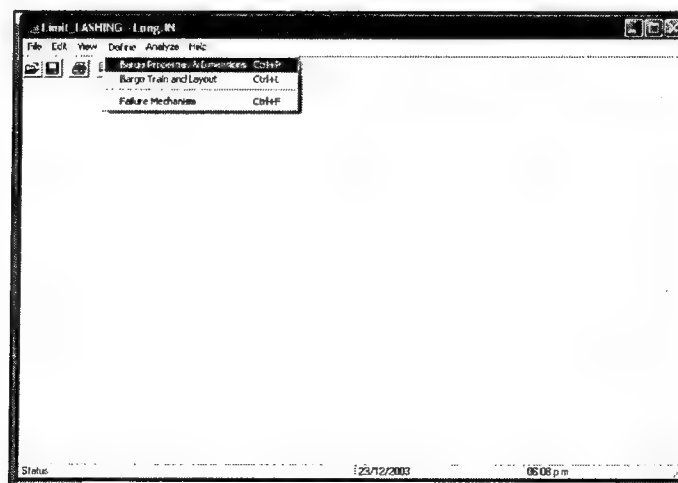 Limit_LASHING - Long.IN
File Edit View Define Analyze Help
Barge Properties & Dimensions Ctrl+P
Barge Train and Layout Ctrl+L
Failure Mechanism Ctrl+F
Status 23/12/2003 06:08 p.m